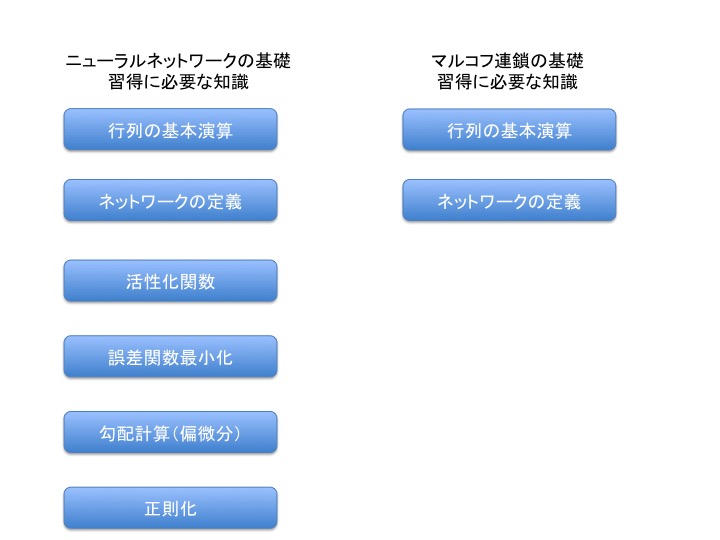 ニューラルネットワークの基礎
習得に必要な知識
行列の基本演算
ネットワークの定義
活性化関数
誤差関数最小化
勾配計算(偏微分)
正則化
マルコフ連鎖の基礎
習得に必要な知識
行列の基本演算
ネットワークの定義